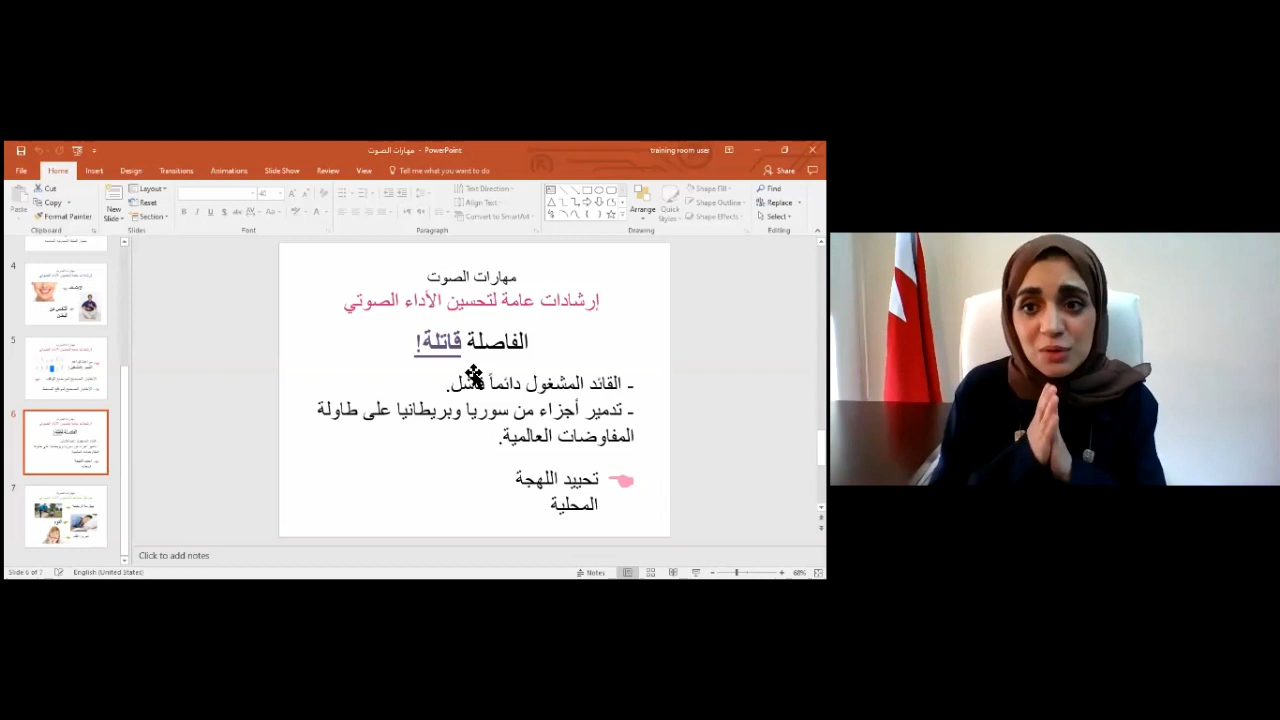 مهارات الصوت - PowerPoint
training room user
File Home Insert Design Transitions Animations Slide Show Review View Tell me what you want to do Share
Paste
Cut
Copy
Format Painter
Clipboard
New Slide
Layout
Reset
Section
Slides
Font
Text Direction
Align Text
Convert to SmartArt
Paragraph
Arrange
Quick Styles
Shape Fill
Shape Outline
Shape Effects
Drawing
Find
Replace
Select
Editing
4
5
6
7
مهارات الصوت
إرشادات عامة لتحسين الأداء الصوتي
الفاصلة قاتلة!
- القائد المشغول دائماً
- تدمير أجزاء من سوريا وبريطانيا على طاولة
المفاوضات العالمية.
تحييد اللهجة
المحلية
Click to add notes
Slide 6 of 7 English (United States) Notes 68%